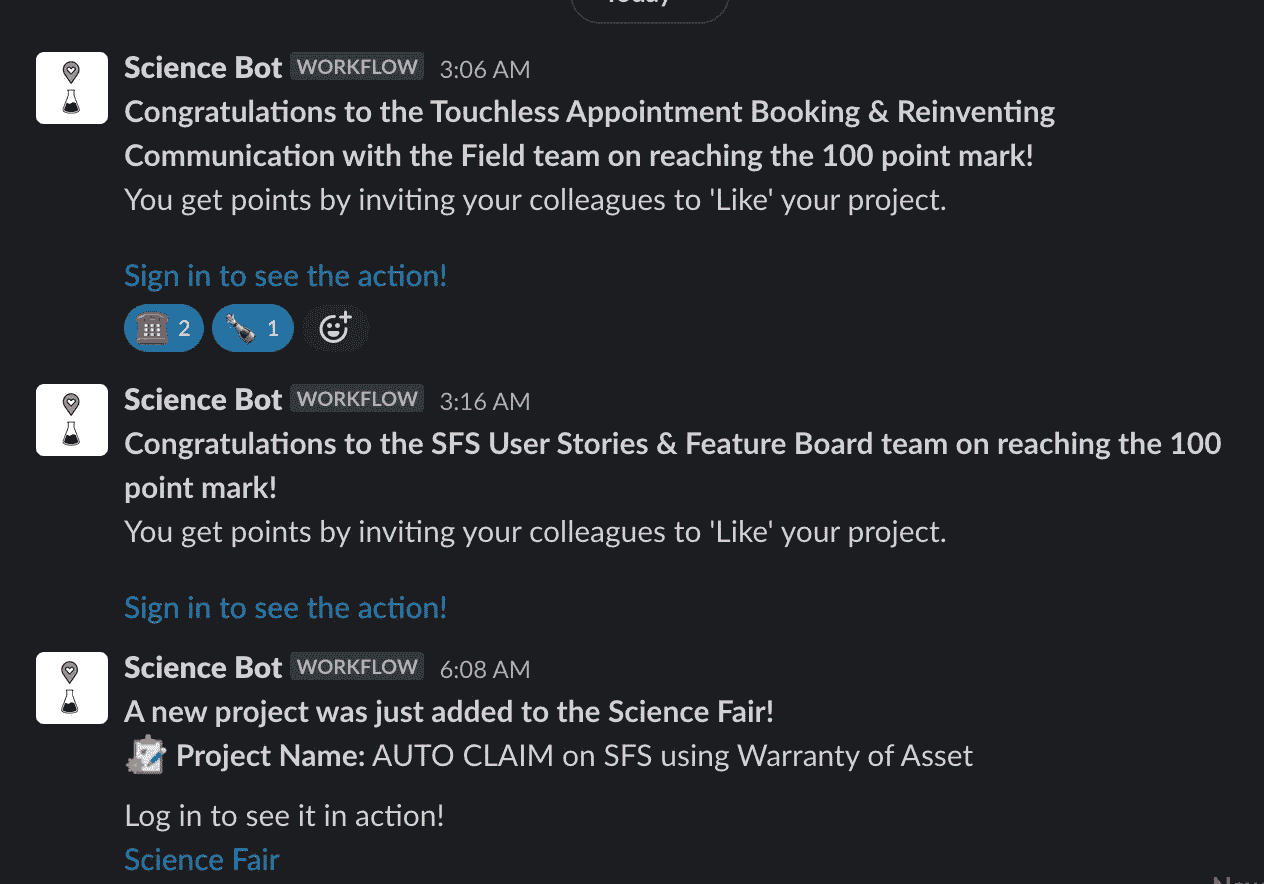 Today
Science Bot WORKFLOW 3:06 AM
Congratulations to the Touchless Appointment Booking & Reinventing
Communication with the Field team on reaching the 100 point mark!
You get points by inviting your colleagues to 'Like' your project.
Sign in to see the action!
2 1
Science Bot WORKFLOW 3:16 AM
Congratulations to the SFS User Stories & Feature Board team on reaching the 100
point mark!
You get points by inviting your colleagues to 'Like' your project.
Sign in to see the action!
Science Bot WORKFLOW 6:08 AM
A new project was just added to the Science Fair!
Project Name: AUTO CLAIM on SFS using Warranty of Asset
Log in to see it in action!
Science Fair